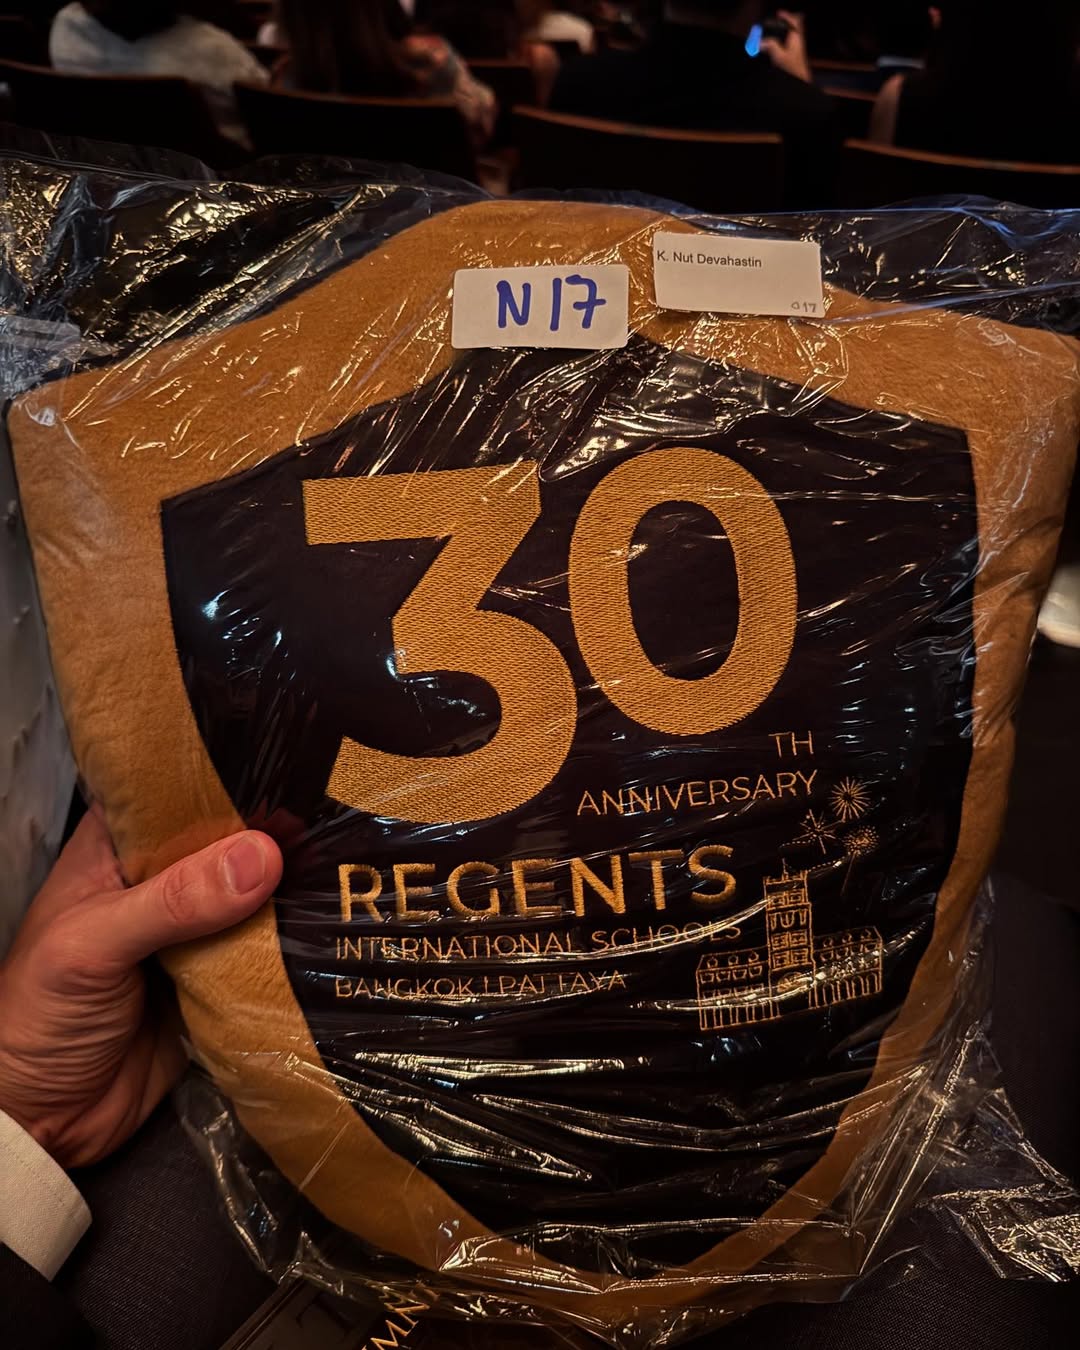 K. Nut Devahastin
N17
017
30
TH
ANNIVERSARY
REGENTS
INTERNATIONAL SCHOOLS
BANGKOK | PATTAYA